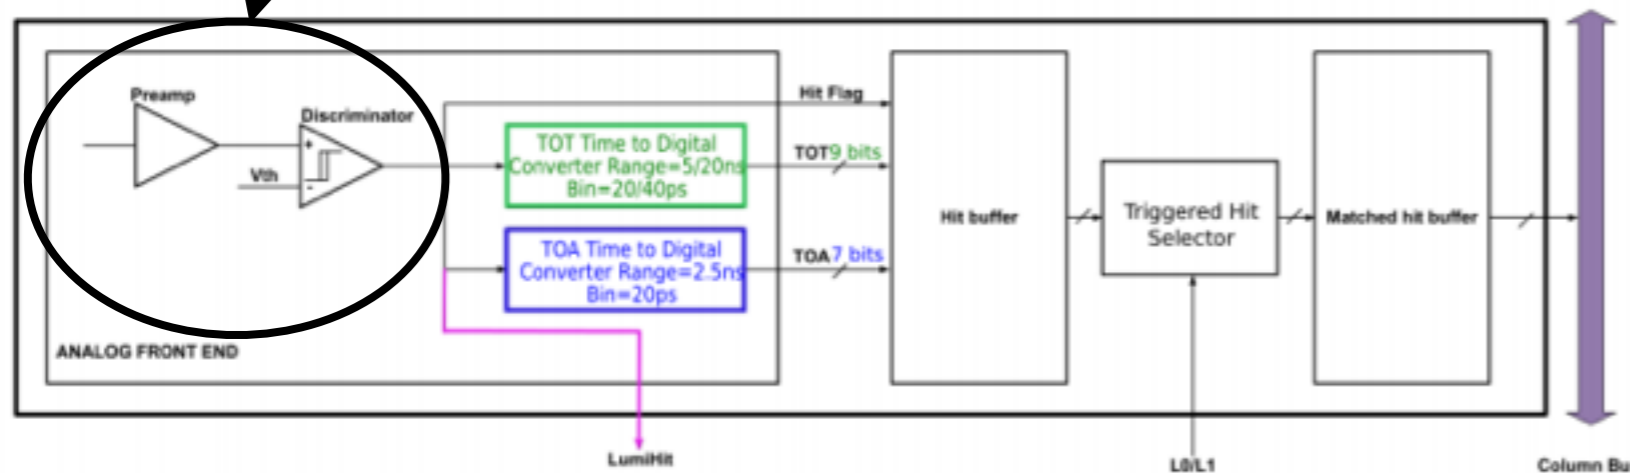 Preamp
Discriminator
Vth
+
-
ANALOG FRONT END
TOT Time to Digital
Converter Range=5/20ns
Bin=20/40ps
TOA Time to Digital
Converter Range=2.5ns
Bin=20ps
Hit Flag
TOT9 bits
TOA7 bits
Hit buffer
Triggered Hit
Selector
Matched hit buffer
LumiHit
L0/L1
Column Bu